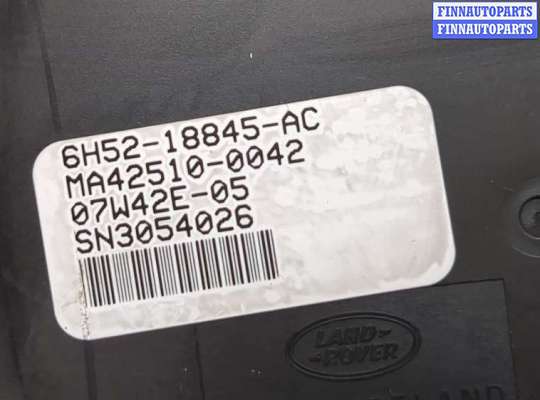 FINNAUTOPARTS
FINNAUTOPARTS
6H52-18845-AC
MA42510-0042
07W42E-05
SN3054026
LAND-
-ROVER